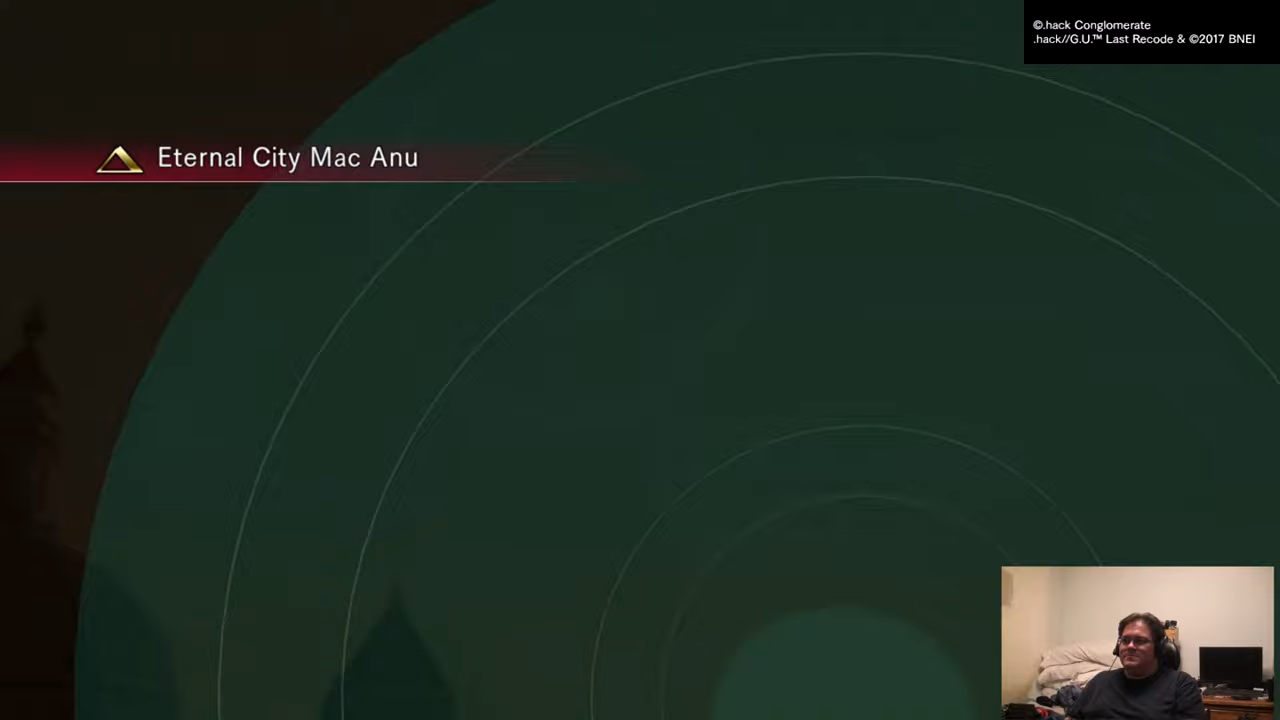 ©.hack Conglomerate
.hack//G.U.™ Last Recode & ©2017 BNEI
Eternal City Mac Anu